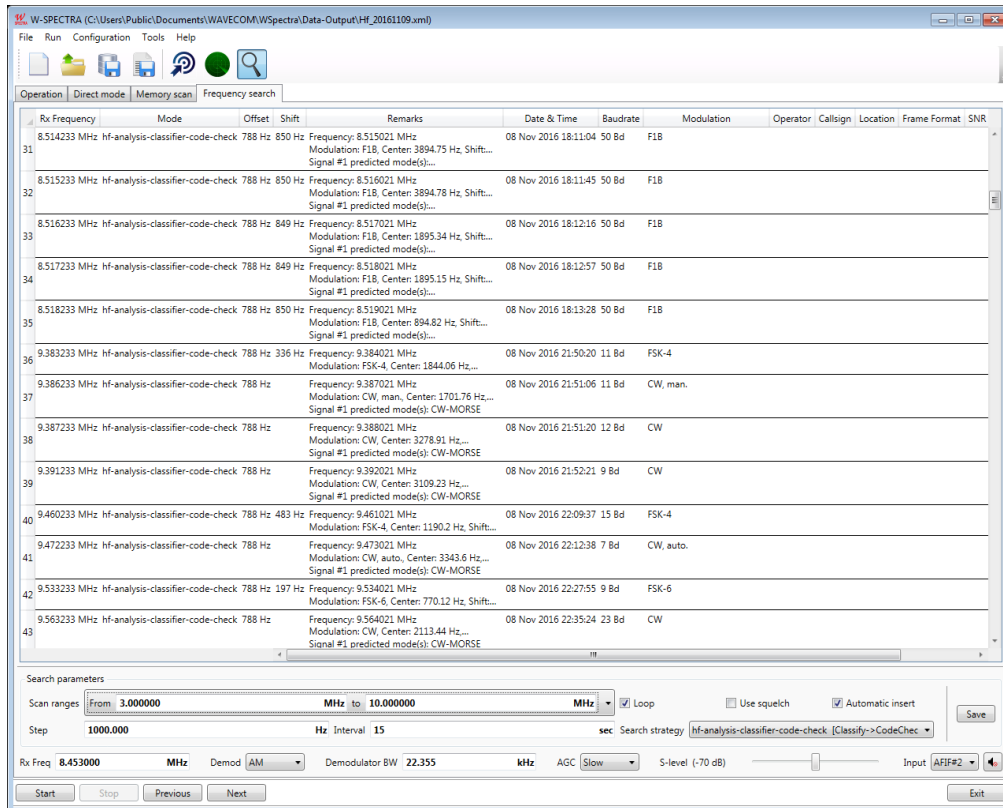 W-SPECTRA (C:\Users\Public\Documents\WAVECOM\WSpectra\Data-Output\Hf_20161109.xml)
File Run Configuration Tools Help
Operation Direct mode Memory scan Frequency search
Rx Frequency Mode Offset Shift Remarks Date & Time Baudrate Modulation Operator Callsign Location Frame Format SNR
31 8.514233 MHz hf-analysis-classifier-code-check 788 Hz 850 Hz Frequency: 8.515021 MHz 08 Nov 2016 18:11:04 50 Bd F1B
Modulation: F1B, Center: 3894.75 Hz, Shift:...
Signal #1 predicted mode(s):...
32 8.515233 MHz hf-analysis-classifier-code-check 788 Hz 850 Hz Frequency: 8.516021 MHz 08 Nov 2016 18:11:45 50 Bd F1B
Modulation: F1B, Center: 3894.78 Hz, Shift:...
Signal #1 predicted mode(s):...
33 8.516233 MHz hf-analysis-classifier-code-check 788 Hz 849 Hz Frequency: 8.517021 MHz 08 Nov 2016 18:12:16 50 Bd F1B
Modulation: F1B, Center: 1895.34 Hz, Shift:...
Signal #1 predicted mode(s):...
34 8.517233 MHz hf-analysis-classifier-code-check 788 Hz 849 Hz Frequency: 8.518021 MHz 08 Nov 2016 18:12:57 50 Bd F1B
Modulation: F1B, Center: 1895.15 Hz, Shift:...
Signal #1 predicted mode(s):...
35 8.518233 MHz hf-analysis-classifier-code-check 788 Hz 850 Hz Frequency: 8.519021 MHz 08 Nov 2016 18:13:28 50 Bd F1B
Modulation: F1B, Center: 894.82 Hz, Shift:...
Signal #1 predicted mode(s):...
36 9.383233 MHz hf-analysis-classifier-code-check 788 Hz 336 Hz Frequency: 9.384021 MHz 08 Nov 2016 21:50:20 11 Bd FSK-4
Modulation: FSK-4, Center: 1844.06 Hz,...
37 9.386233 MHz hf-analysis-classifier-code-check 788 Hz Frequency: 9.387021 MHz 08 Nov 2016 21:51:06 11 Bd CW, man.
Modulation: CW, man., Center: 1701.76 Hz,...
Signal #1 predicted mode(s): CW-MORSE
38 9.387233 MHz hf-analysis-classifier-code-check 788 Hz Frequency: 9.388021 MHz 08 Nov 2016 21:51:20 12 Bd CW
Modulation: CW, Center: 3278.91 Hz,...
Signal #1 predicted mode(s): CW-MORSE
39 9.391233 MHz hf-analysis-classifier-code-check 788 Hz Frequency: 9.392021 MHz 08 Nov 2016 21:52:21 9 Bd CW
Modulation: CW, Center: 3109.23 Hz,...
Signal #1 predicted mode(s): CW-MORSE
40 9.460233 MHz hf-analysis-classifier-code-check 788 Hz 483 Hz Frequency: 9.461021 MHz 08 Nov 2016 22:09:37 15 Bd FSK-4
Modulation: FSK-4, Center: 1190.2 Hz, Shift:...
41 9.472233 MHz hf-analysis-classifier-code-check 788 Hz Frequency: 9.473021 MHz 08 Nov 2016 22:12:38 7 Bd CW, auto.
Modulation: CW, auto., Center: 3343.6 Hz,...
Signal #1 predicted mode(s): CW-MORSE
42 9.533233 MHz hf-analysis-classifier-code-check 788 Hz 197 Hz Frequency: 9.534021 MHz 08 Nov 2016 22:27:55 9 Bd FSK-6
Modulation: FSK-6, Center: 770.12 Hz, Shift:...
43 9.563233 MHz hf-analysis-classifier-code-check 788 Hz Frequency: 9.564021 MHz 08 Nov 2016 22:35:24 23 Bd CW
Modulation: CW, Center: 2113.44 Hz,...
Signal #1 predicted mode(s): CW-MORSE
Search parameters
Scan ranges From 3.000000 MHz to 10.000000 MHz Loop Use squelch Automatic insert Save
Step 1000.000 Hz Interval 15 sec Search strategy hf-analysis-classifier-code-check [Classify->CodeChec
Rx Freq 8.453000 MHz Demod AM Demodulator BW 22.355 kHz AGC Slow S-level (-70 dB) Input AFIF#2
Start Stop Previous Next Exit